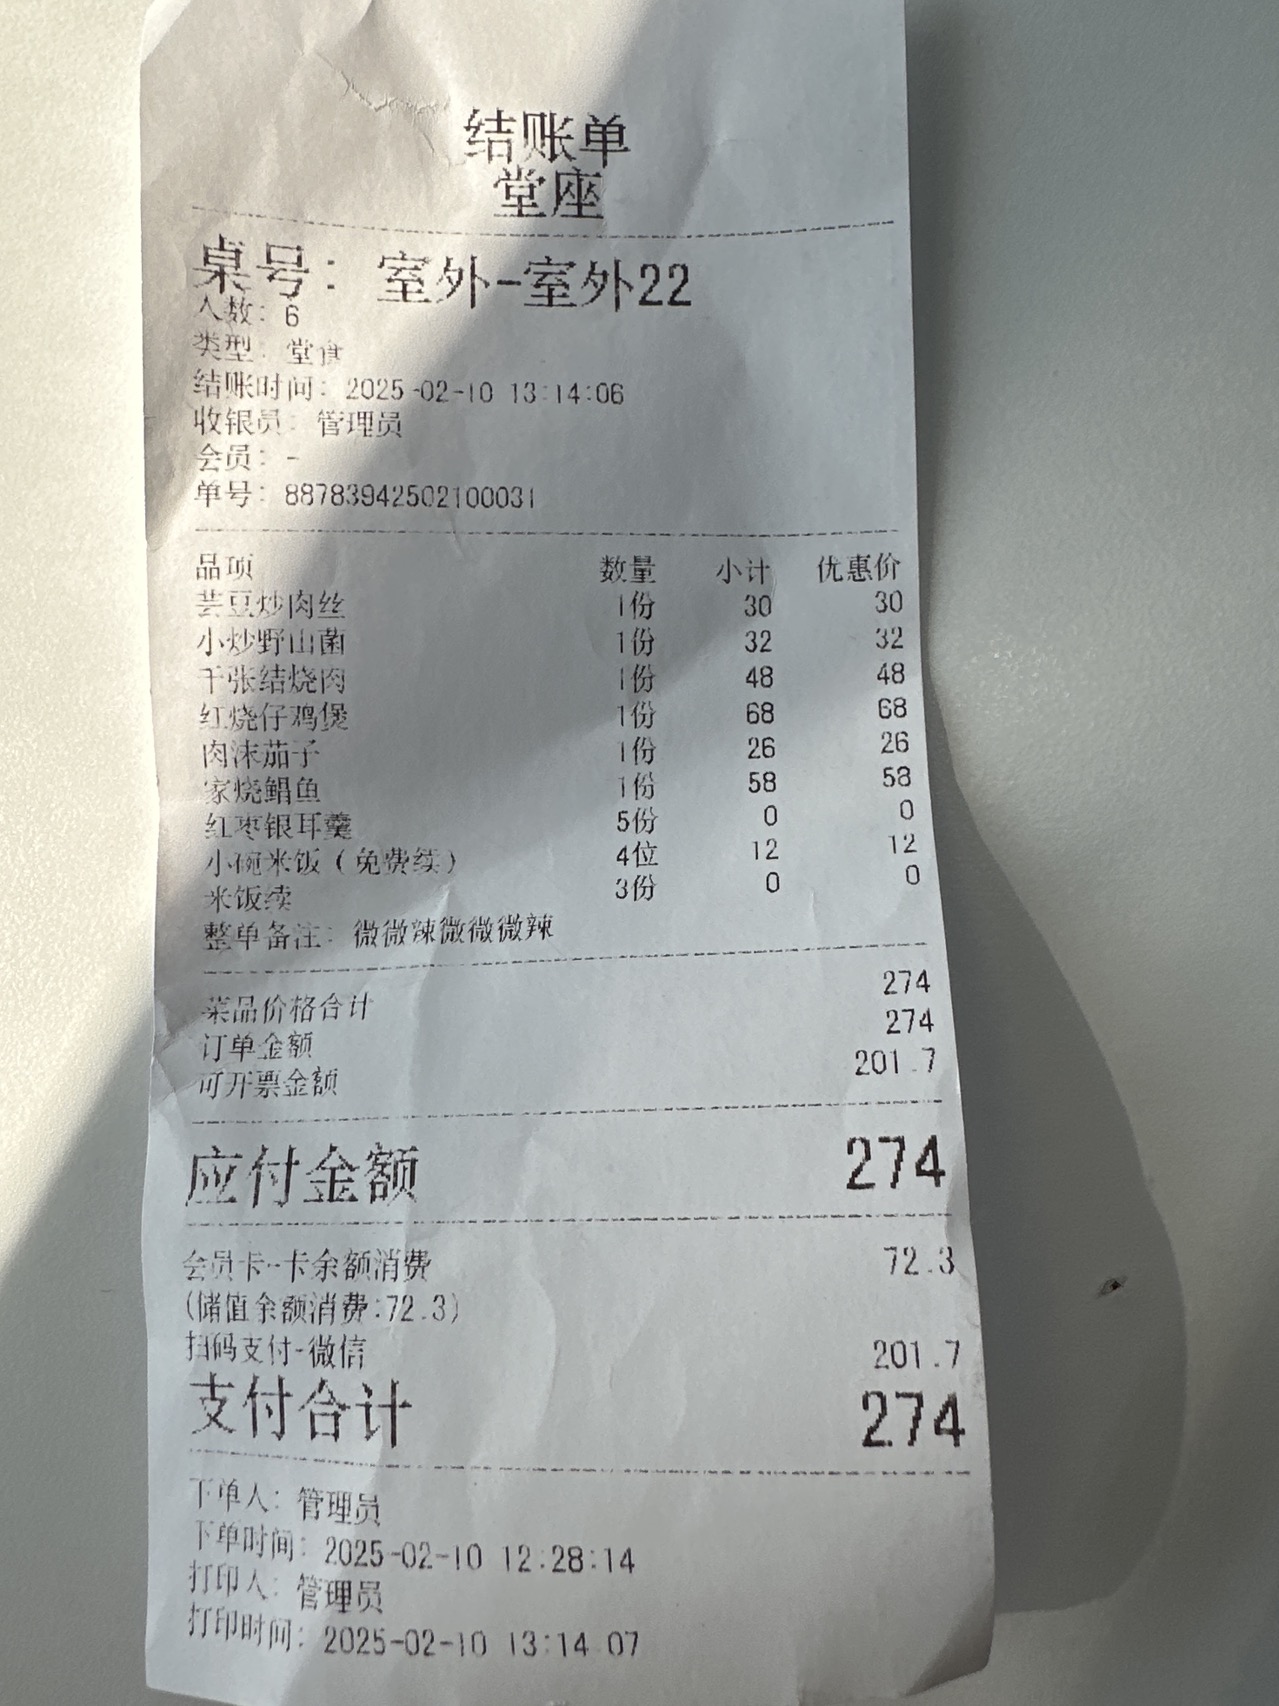 结账单
堂座
桌号: 室外-室外22
人数: 6
类型: 堂食
结账时间: 2025-02-10 13:14:06
收银员: 管理员
会员: -
单号: 88783942502100031
品项 数量 小计 优惠价
芸豆炒肉丝 1份 30 30
小炒野山菌 1份 32 32
千张结烧肉 1份 48 48
红烧仔鸡煲 1份 68 68
肉沫茄子 1份 26 26
家烧鲳鱼 1份 58 58
红枣银耳羹 5份 0 0
小碗米饭(免费续) 4位 12 12
米饭续 3份 0 0
整单备注: 微微辣微微微辣
菜品价格合计 274
订单金额 274
可开票金额 201.7
应付金额 274
会员卡-卡余额消费 72.3
(储值余额消费:72.3)
扫码支付-微信 201.7
支付合计 274
下单人: 管理员
下单时间: 2025-02-10 12:28:14
打印人: 管理员
打印时间: 2025-02-10 13:14:07